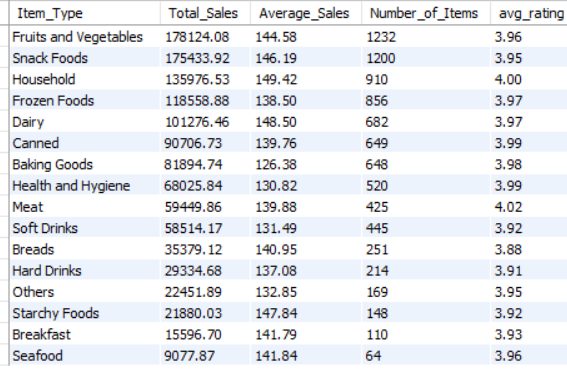 Item_Type Total_Sales Average_Sales Number_of_Items avg_rating
Fruits and Vegetables 178124.08 144.58 1232 3.96
Snack Foods 175433.92 146.19 1200 3.95
Household 135976.53 149.42 910 4.00
Frozen Foods 118558.88 138.50 856 3.97
Dairy 101276.46 148.50 682 3.97
Canned 90706.73 139.76 649 3.99
Baking Goods 81894.74 126.38 648 3.98
Health and Hygiene 68025.84 130.82 520 3.99
Meat 59449.86 139.88 425 4.02
Soft Drinks 58514.17 131.49 445 3.92
Breads 35379.12 140.95 251 3.88
Hard Drinks 29334.68 137.08 214 3.91
Others 22451.89 132.85 169 3.95
Starchy Foods 21880.03 147.84 148 3.92
Breakfast 15596.70 141.79 110 3.93
Seafood 9077.87 141.84 64 3.96